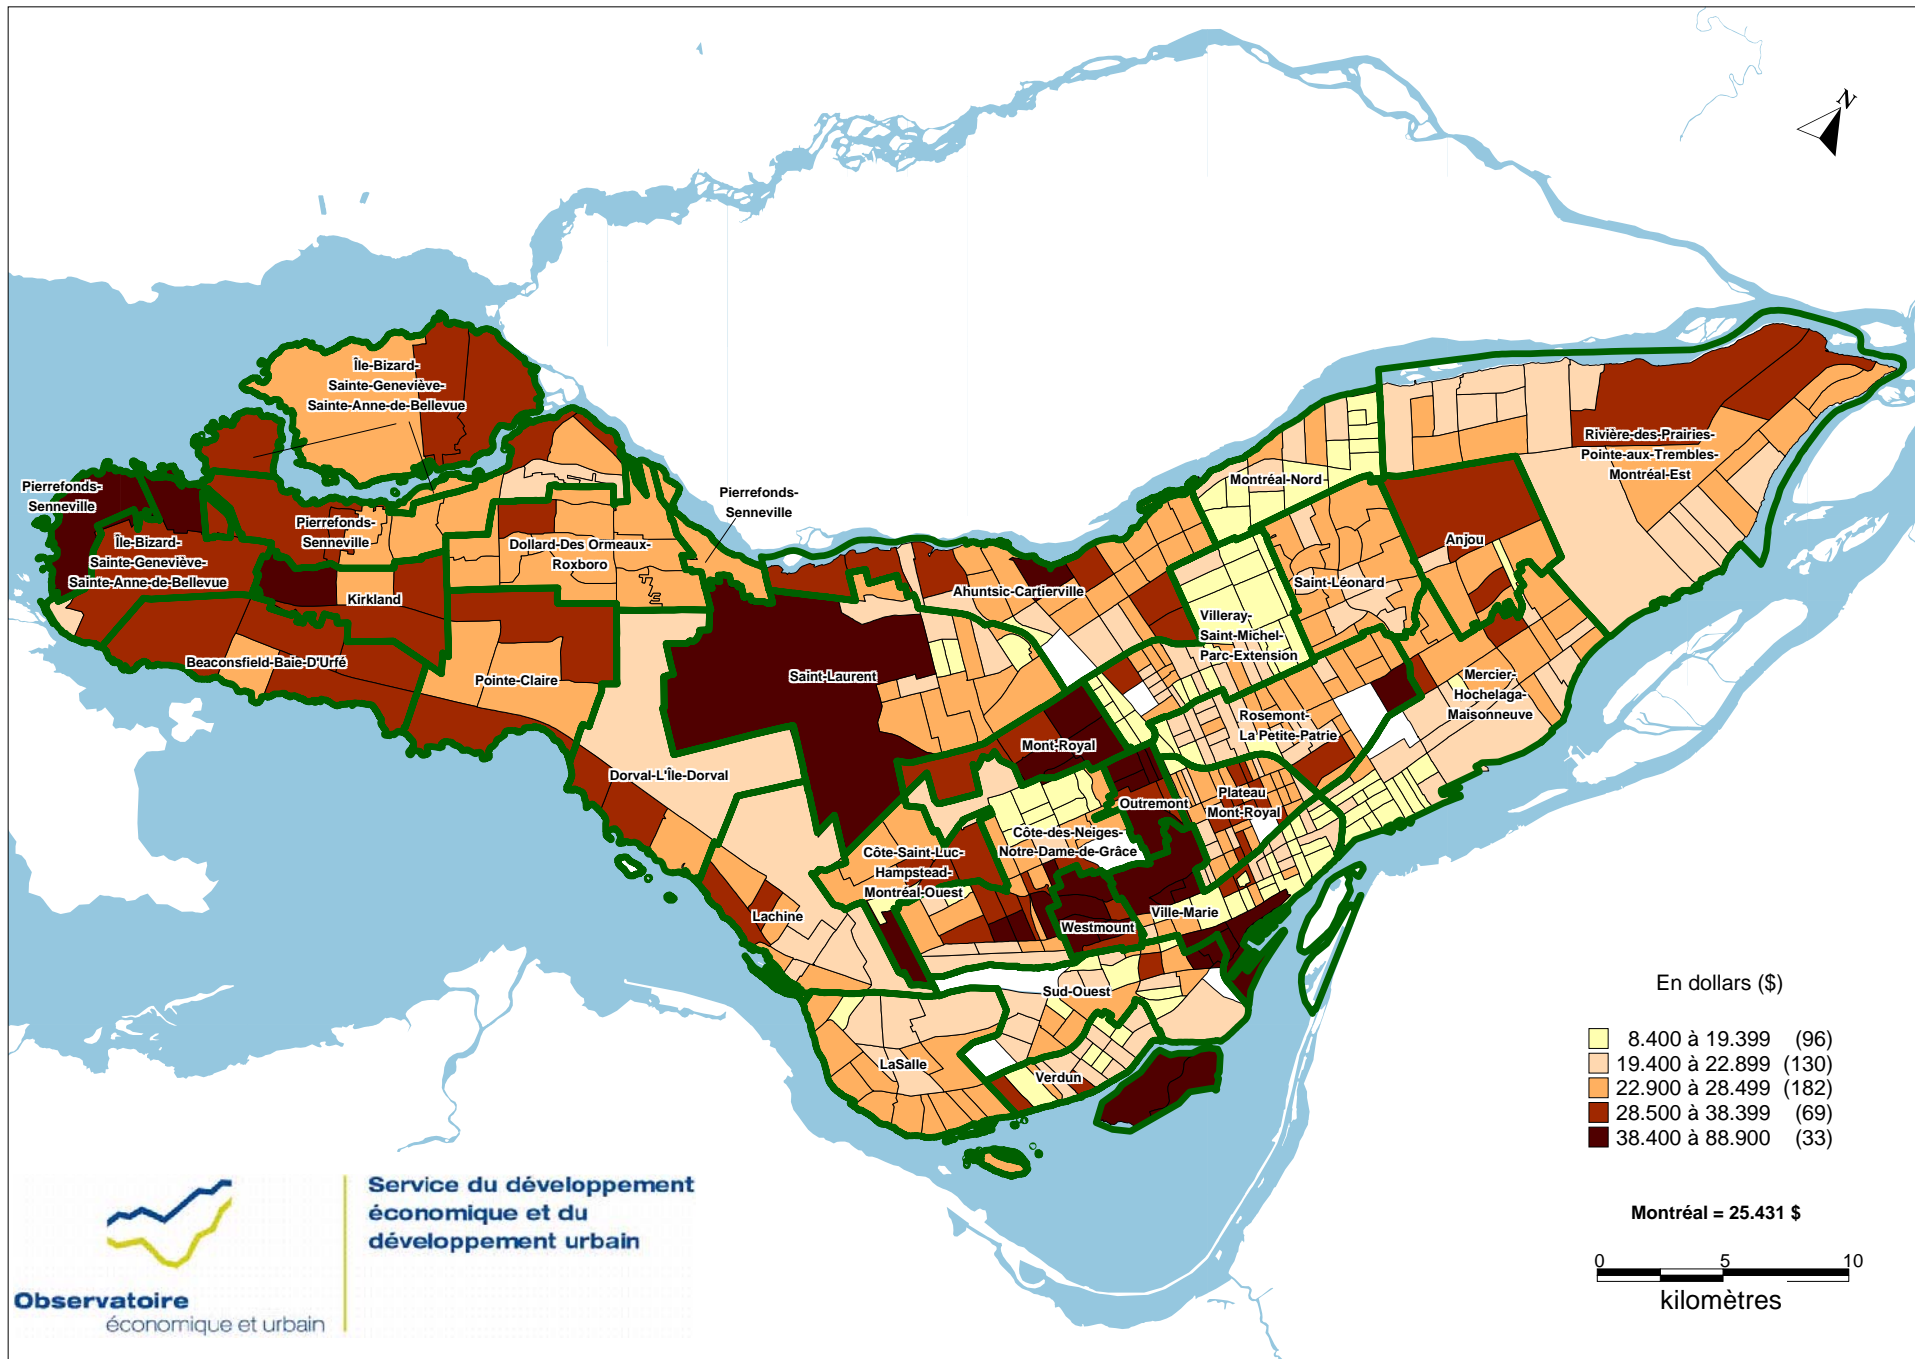 N
Île-Bizard-
Sainte-Geneviève-
Sainte-Anne-de-Bellevue
Pierrefonds-
Senneville
Île-Bizard-
Sainte-Geneviève-
Sainte-Anne-de-Bellevue
Pierrefonds-
Senneville
Pierrefonds-
Senneville
Dollard-Des Ormeaux-
Roxboro
Kirkland
Beaconsfield-Baie-D'Urfé
Pointe-Claire
Dorval-L'Île-Dorval
Saint-Laurent
Ahuntsic-Cartierville
Montréal-Nord
Rivière-des-Prairies-
Pointe-aux-Trembles-
Montréal-Est
Anjou
Saint-Léonard
Villeray-
Saint-Michel-
Parc-Extension
Mercier-
Hochelaga-
Maisonneuve
Rosemont-
La Petite-Patrie
Mont-Royal
Outremont
Plateau
Mont-Royal
Côte-des-Neiges-
Notre-Dame-de-Grâce
Côte-Saint-Luc-
Hampstead-
Montréal-Ouest
Lachine
Westmount
Ville-Marie
Sud-Ouest
LaSalle
Verdun
En dollars ($)
8.400 à 19.399 (96)
19.400 à 22.899 (130)
22.900 à 28.499 (182)
28.500 à 38.399 (69)
38.400 à 88.900 (33)
Montréal = 25.431 $
0 5 10
kilomètres
Service du développement
économique et du
développement urbain
Observatoire
économique et urbain